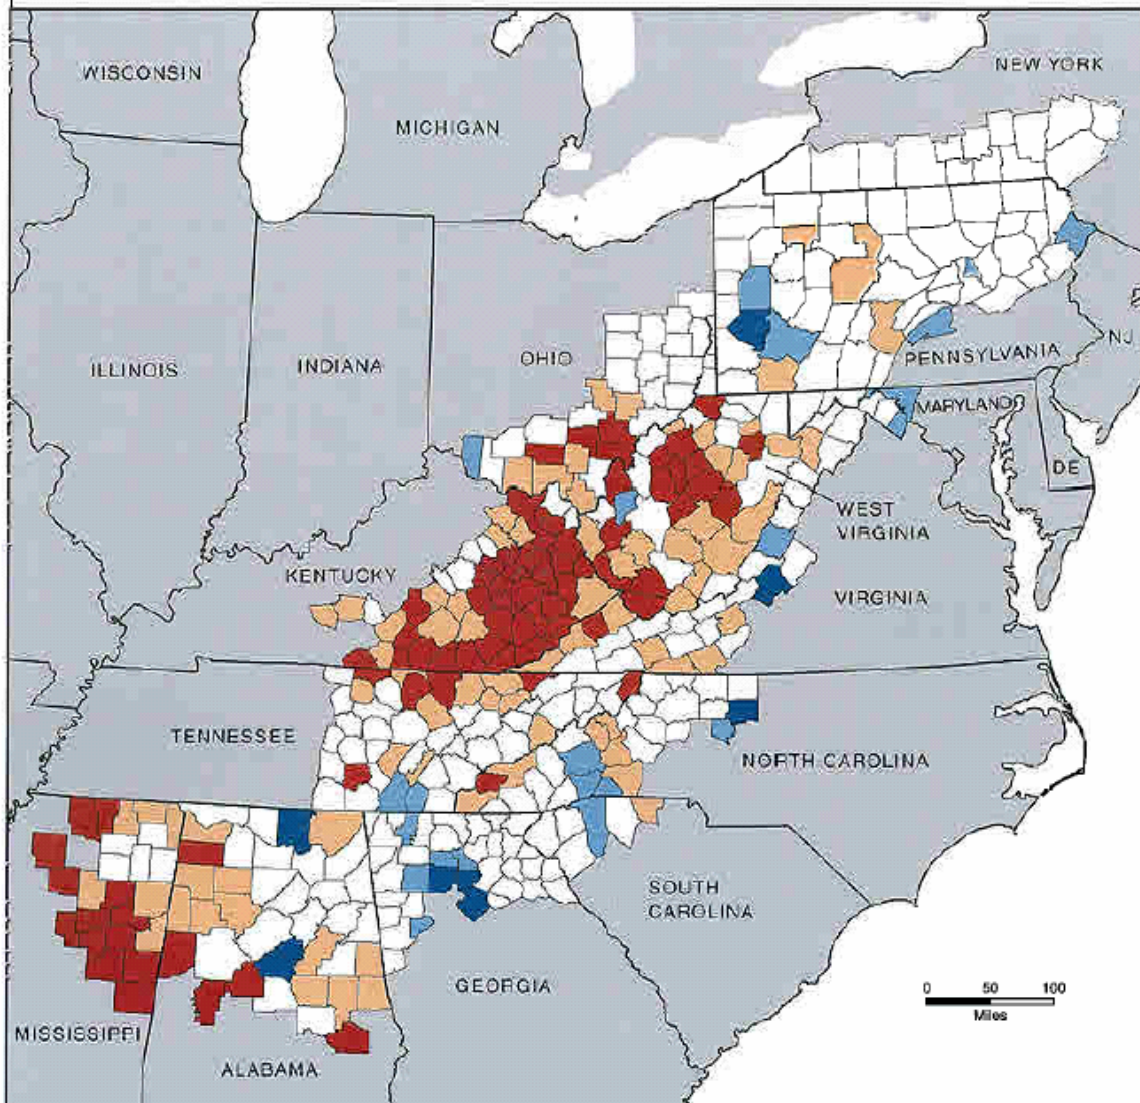 WISCONSIN
NEW YORK
MICHIGAN
ILLINOIS
INDIANA
OHIO
PENNSYLVANIA
NJ
MARYLAND
DE
WEST
VIRGINIA
KENTUCKY
VIRGINIA
TENNESSEE
NORTH CAROLINA
SOUTH
CAROLINA
GEORGIA
0 50 100
Miles
MISSISSIPPI
ALABAMA